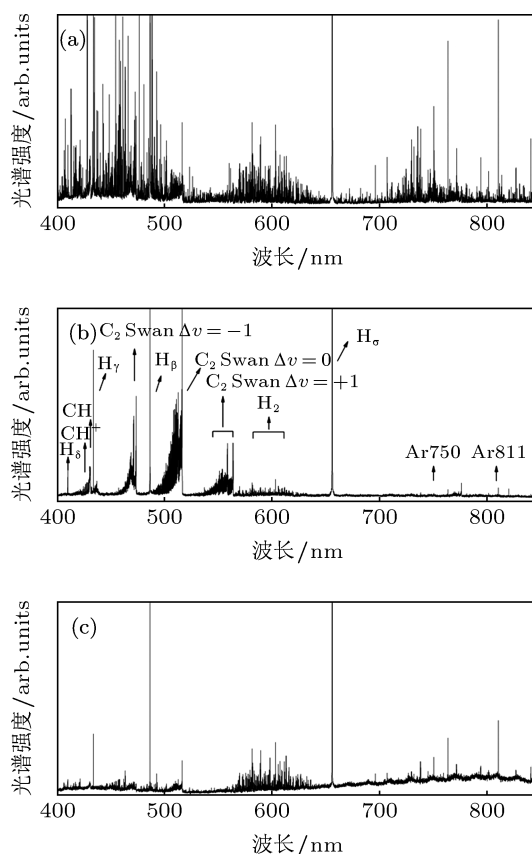 (a)
光谱强度/arb.units
400 500 600 700 800
波长/nm
(b)
C₂ Swan Δv = −1
Hγ
Hβ
C₂ Swan Δv = 0
C₂ Swan Δv = +1
H₂
Hσ
CH
CH⁺
Hδ
Ar750 Ar811
光谱强度/arb.units
400 500 600 700 800
波长/nm
(c)
光谱强度/arb.units
400 500 600 700 800
波长/nm